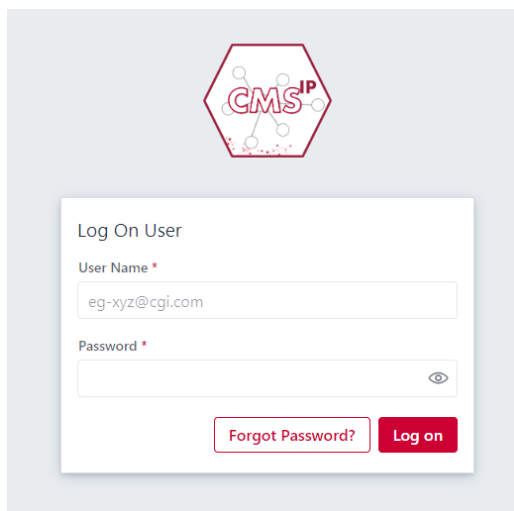 CMS IP
Log On User
User Name *
eg-xyz@cgi.com
Password *
Forgot Password? Log on